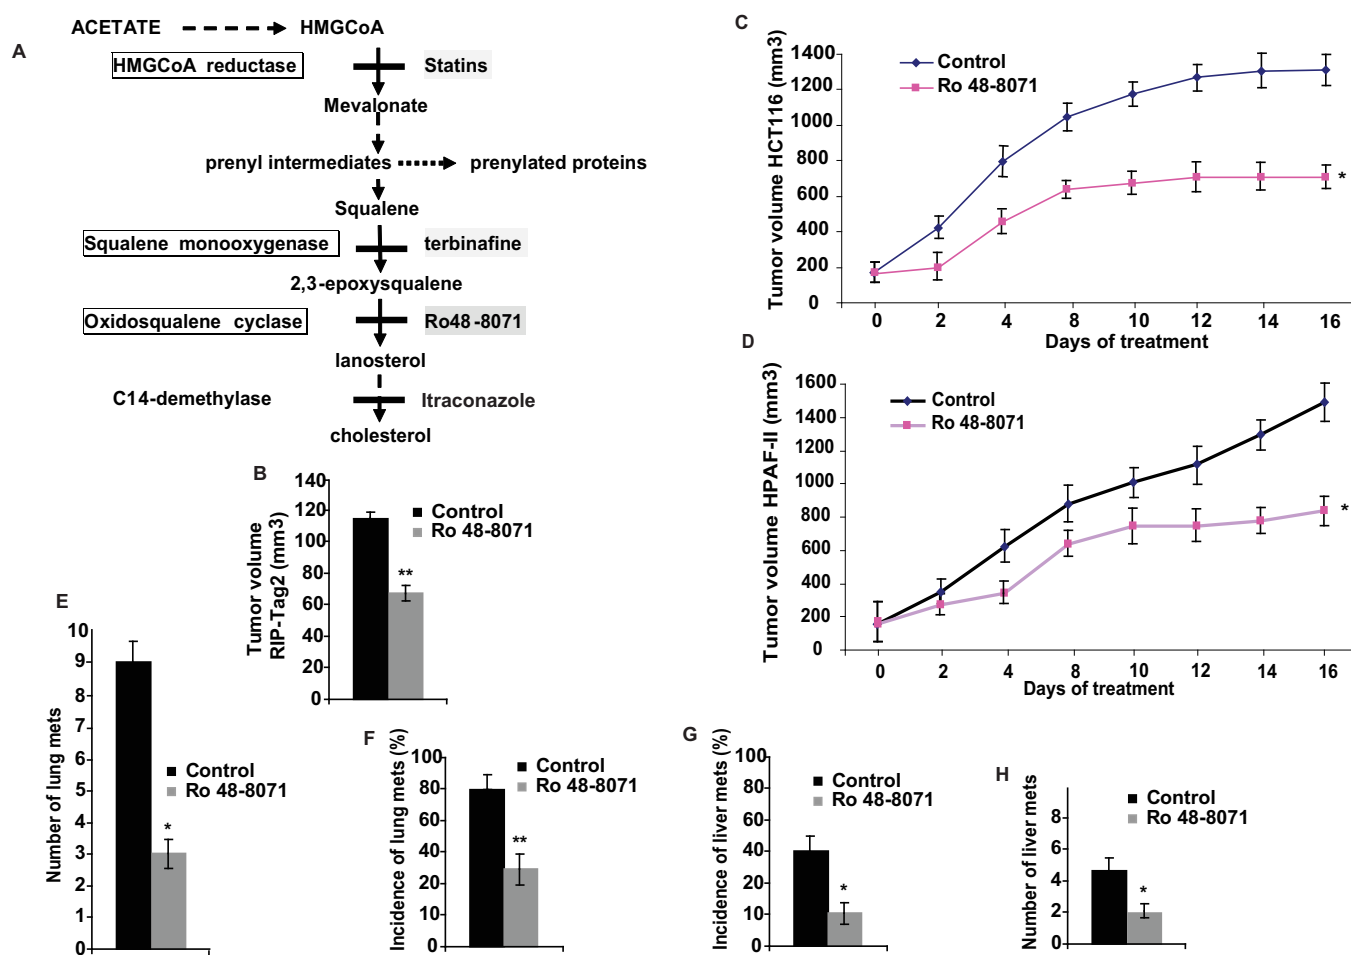 A
ACETATE
HMGCoA
HMGCoA reductase
Statins
Mevalonate
prenyl intermediates
prenylated proteins
Squalene
Squalene monooxygenase
terbinafine
2,3-epoxysqualene
Oxidosqualene cyclase
Ro48-8071
lanosterol
C14-demethylase
Itraconazole
cholesterol
B
Tumor volume
RIP-Tag2 (mm3)
140
120
100
80
60
40
20
0
Control
Ro 48-8071
**
C
Tumor volume HCT116 (mm3)
1400
1200
1000
800
600
400
200
0
Control
Ro 48-8071
*
0 2 4 8 10 12 14 16
Days of treatment
D
Tumor volume HPAF-II (mm3)
1600
1400
1200
1000
800
600
400
200
0
Control
Ro 48-8071
*
0 2 4 8 10 12 14 16
Days of treatment
E
Number of lung mets
10
9
8
7
6
5
4
3
2
1
0
Control
Ro 48-8071
*
F
Incidence of lung mets (%)
100
80
60
40
20
0
Control
Ro 48-8071
**
G
Incidence of liver mets (%)
100
80
60
40
20
10
0
Control
Ro 48-8071
*
H
Number of liver mets
8
6
4
2
0
Control
Ro 48-8071
*